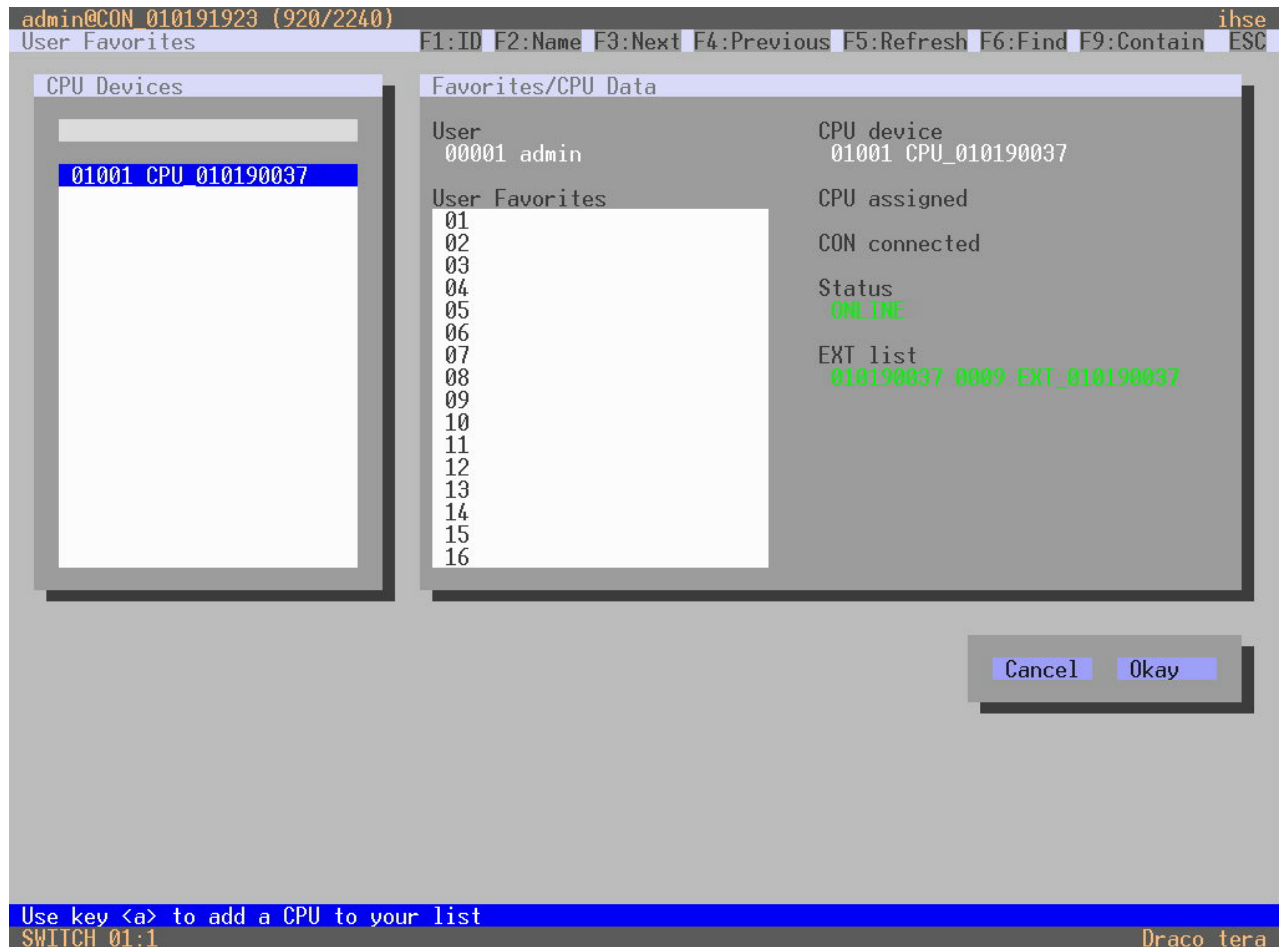 admin@CON_010191923 (920/2240) ihse
User Favorites F1:ID F2:Name F3:Next F4:Previous F5:Refresh F6:Find F9:Contain ESC
CPU Devices
01001 CPU_010190037
Favorites/CPU Data
User
00001 admin
User Favorites
01
02
03
04
05
06
07
08
09
10
11
12
13
14
15
16
CPU device
01001 CPU_010190037
CPU assigned
CON connected
Status
ONLINE
EXT list
010190037 0009 EXT_010190037
Cancel Okay
Use key <a> to add a CPU to your list
SWITCH 01:1 Draco tera